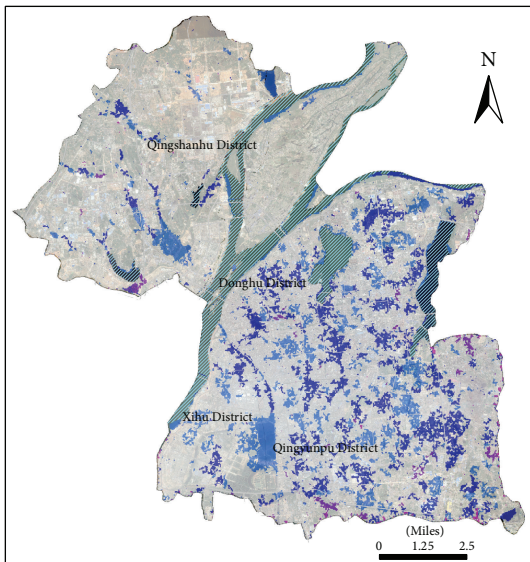 N
Qingshanhu District
Donghu District
Xihu District
Qingyunpu District
(Miles)
0 1.25 2.5